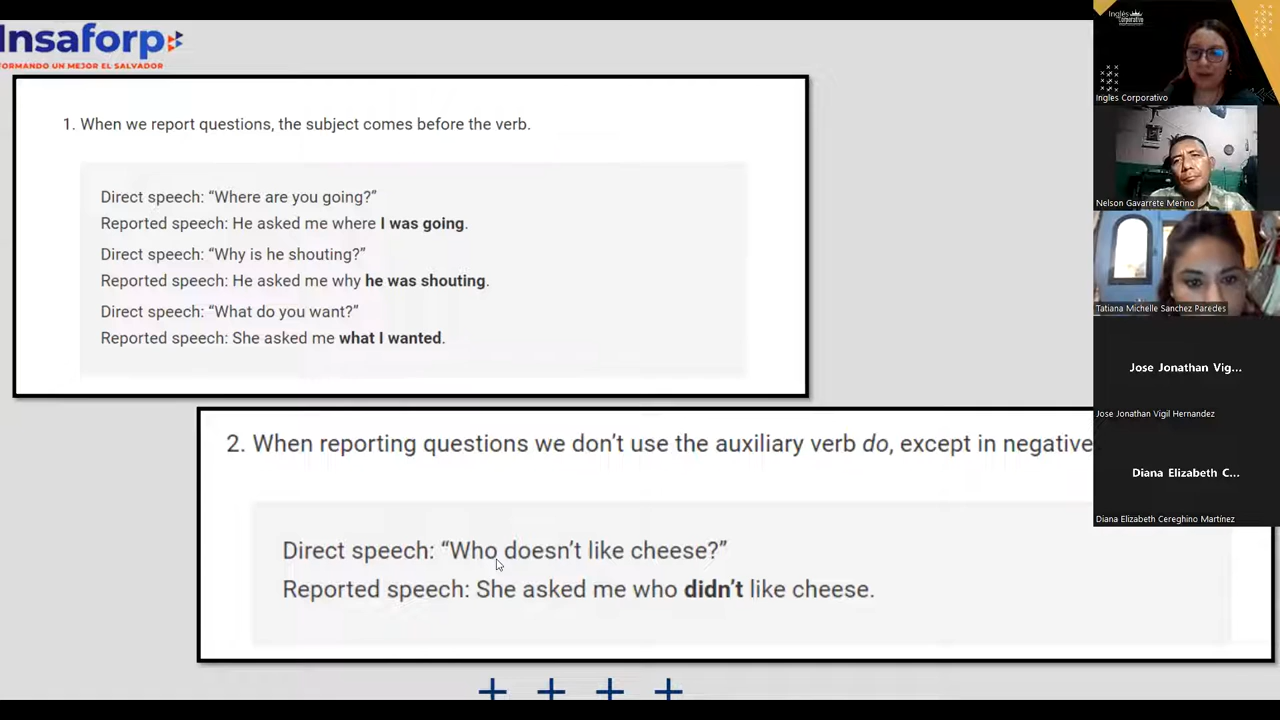 Insaforp
FORMANDO UN MEJOR EL SALVADOR
1. When we report questions, the subject comes before the verb.
Direct speech: “Where are you going?”
Reported speech: He asked me where I was going.
Direct speech: “Why is he shouting?”
Reported speech: He asked me why he was shouting.
Direct speech: “What do you want?”
Reported speech: She asked me what I wanted.
2. When reporting questions we don’t use the auxiliary verb do, except in negative
Direct speech: “Who doesn’t like cheese?”
Reported speech: She asked me who didn’t like cheese.
Inglés
Corporativo
Ingles Corporativo
Nelson Gavarrete Merino
Tatiana Michelle Sanchez Paredes
Jose Jonathan Vig...
Jose Jonathan Vigil Hernandez
Diana Elizabeth C...
Diana Elizabeth Cereghino Martínez